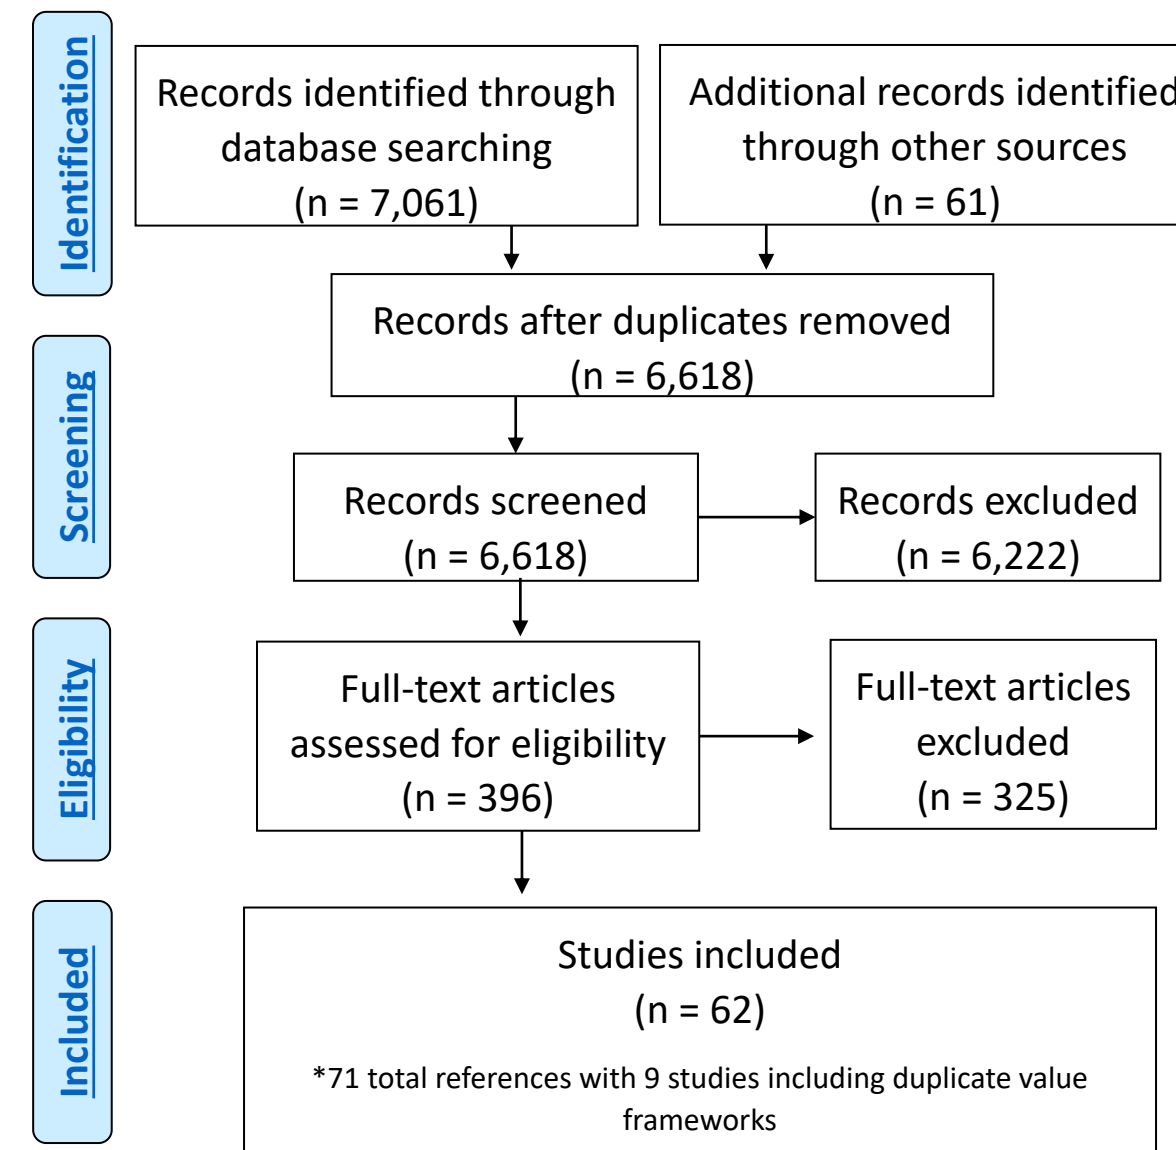 Identification
Records identified through
database searching
(n = 7,061)
Additional records identified
through other sources
(n = 61)
Records after duplicates removed
(n = 6,618)
Screening
Records screened
(n = 6,618)
Records excluded
(n = 6,222)
Eligibility
Full-text articles
assessed for eligibility
(n = 396)
Full-text articles
excluded
(n = 325)
Included
Studies included
(n = 62)
*71 total references with 9 studies including duplicate value
frameworks